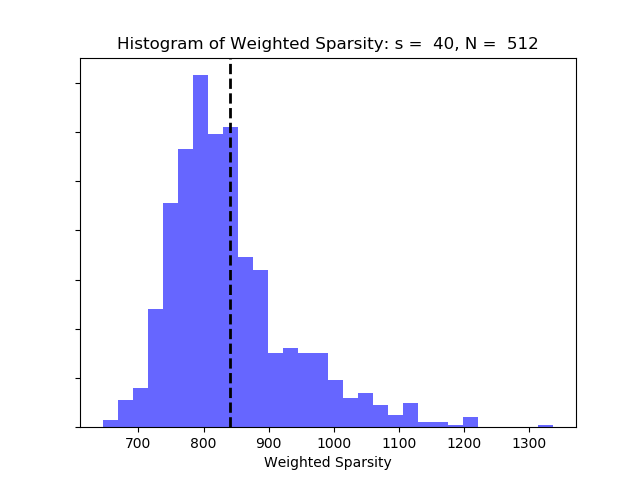 Histogram of Weighted Sparsity: s =  40, N =  512
700 800 900 1000 1100 1200 1300
Weighted Sparsity